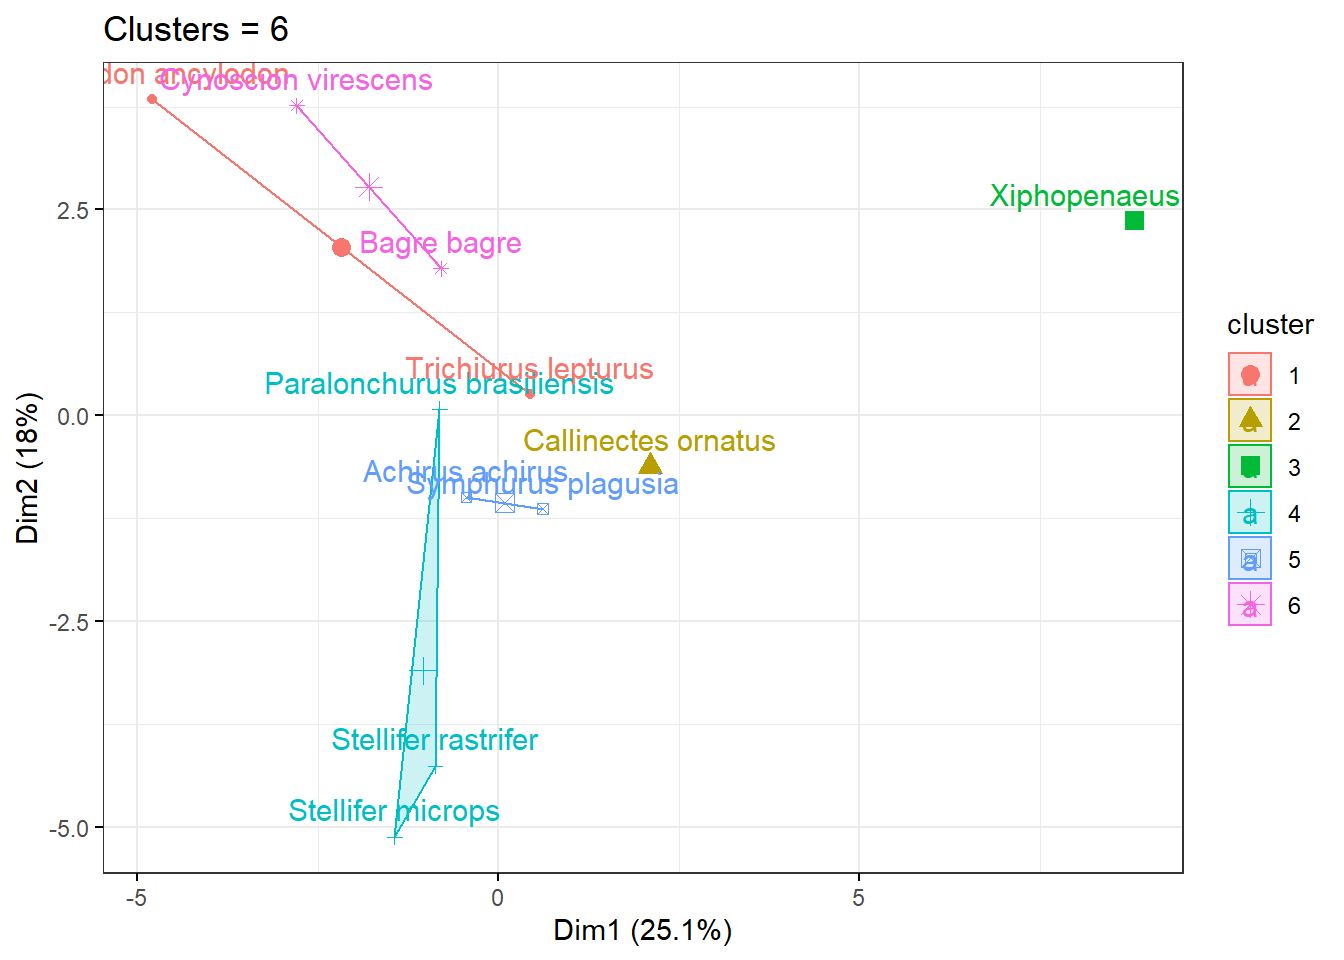 Clusters = 6
don ancylodon
Cynoscion virescens
Xiphopenaeus
Bagre bagre
Trichiurus lepturus
Paralonchurus brasiliensis
Callinectes ornatus
Achirus achirus
Symphurus plagusia
Stellifer rastrifer
Stellifer microps
2.5
0.0
-2.5
-5.0
-5
0
5
Dim1 (25.1%)
Dim2 (18%)
cluster
a 1
a 2
a 3
a 4
a 5
a 6